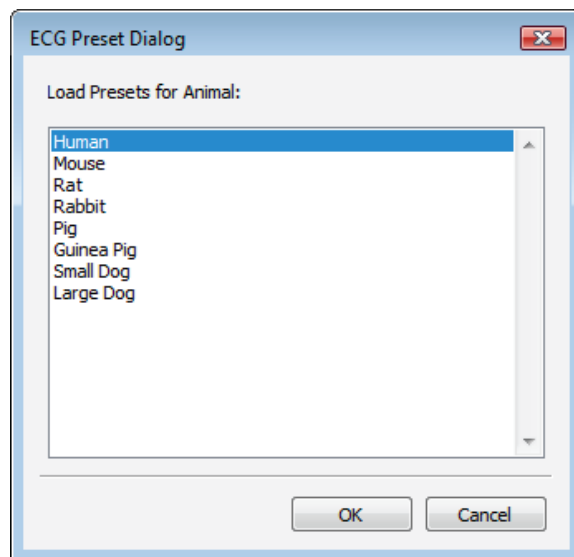 ECG Preset Dialog
Load Presets for Animal:
Human
Mouse
Rat
Rabbit
Pig
Guinea Pig
Small Dog
Large Dog
OK Cancel